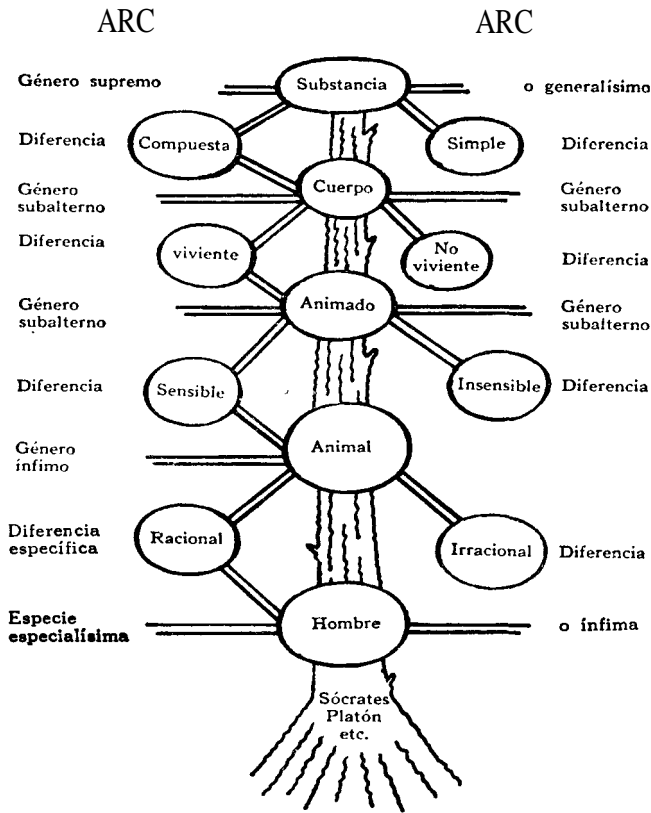 ARC ARC
Género supremo Substancia o generalísimo
Diferencia Compuesta Simple Diferencia
Género
subalterno
Cuerpo
Género
subalterno
Diferencia viviente
No
viviente
Diferencia
Género
subalterno
Animado
Género
subalterno
Diferencia Sensible Insensible Diferencia
Género
ínfimo
Animal
Diferencia
específica
Racional Irracional Diferencia
Especie
especialísima
Hombre o ínfima
Sócrates
Platón
etc.